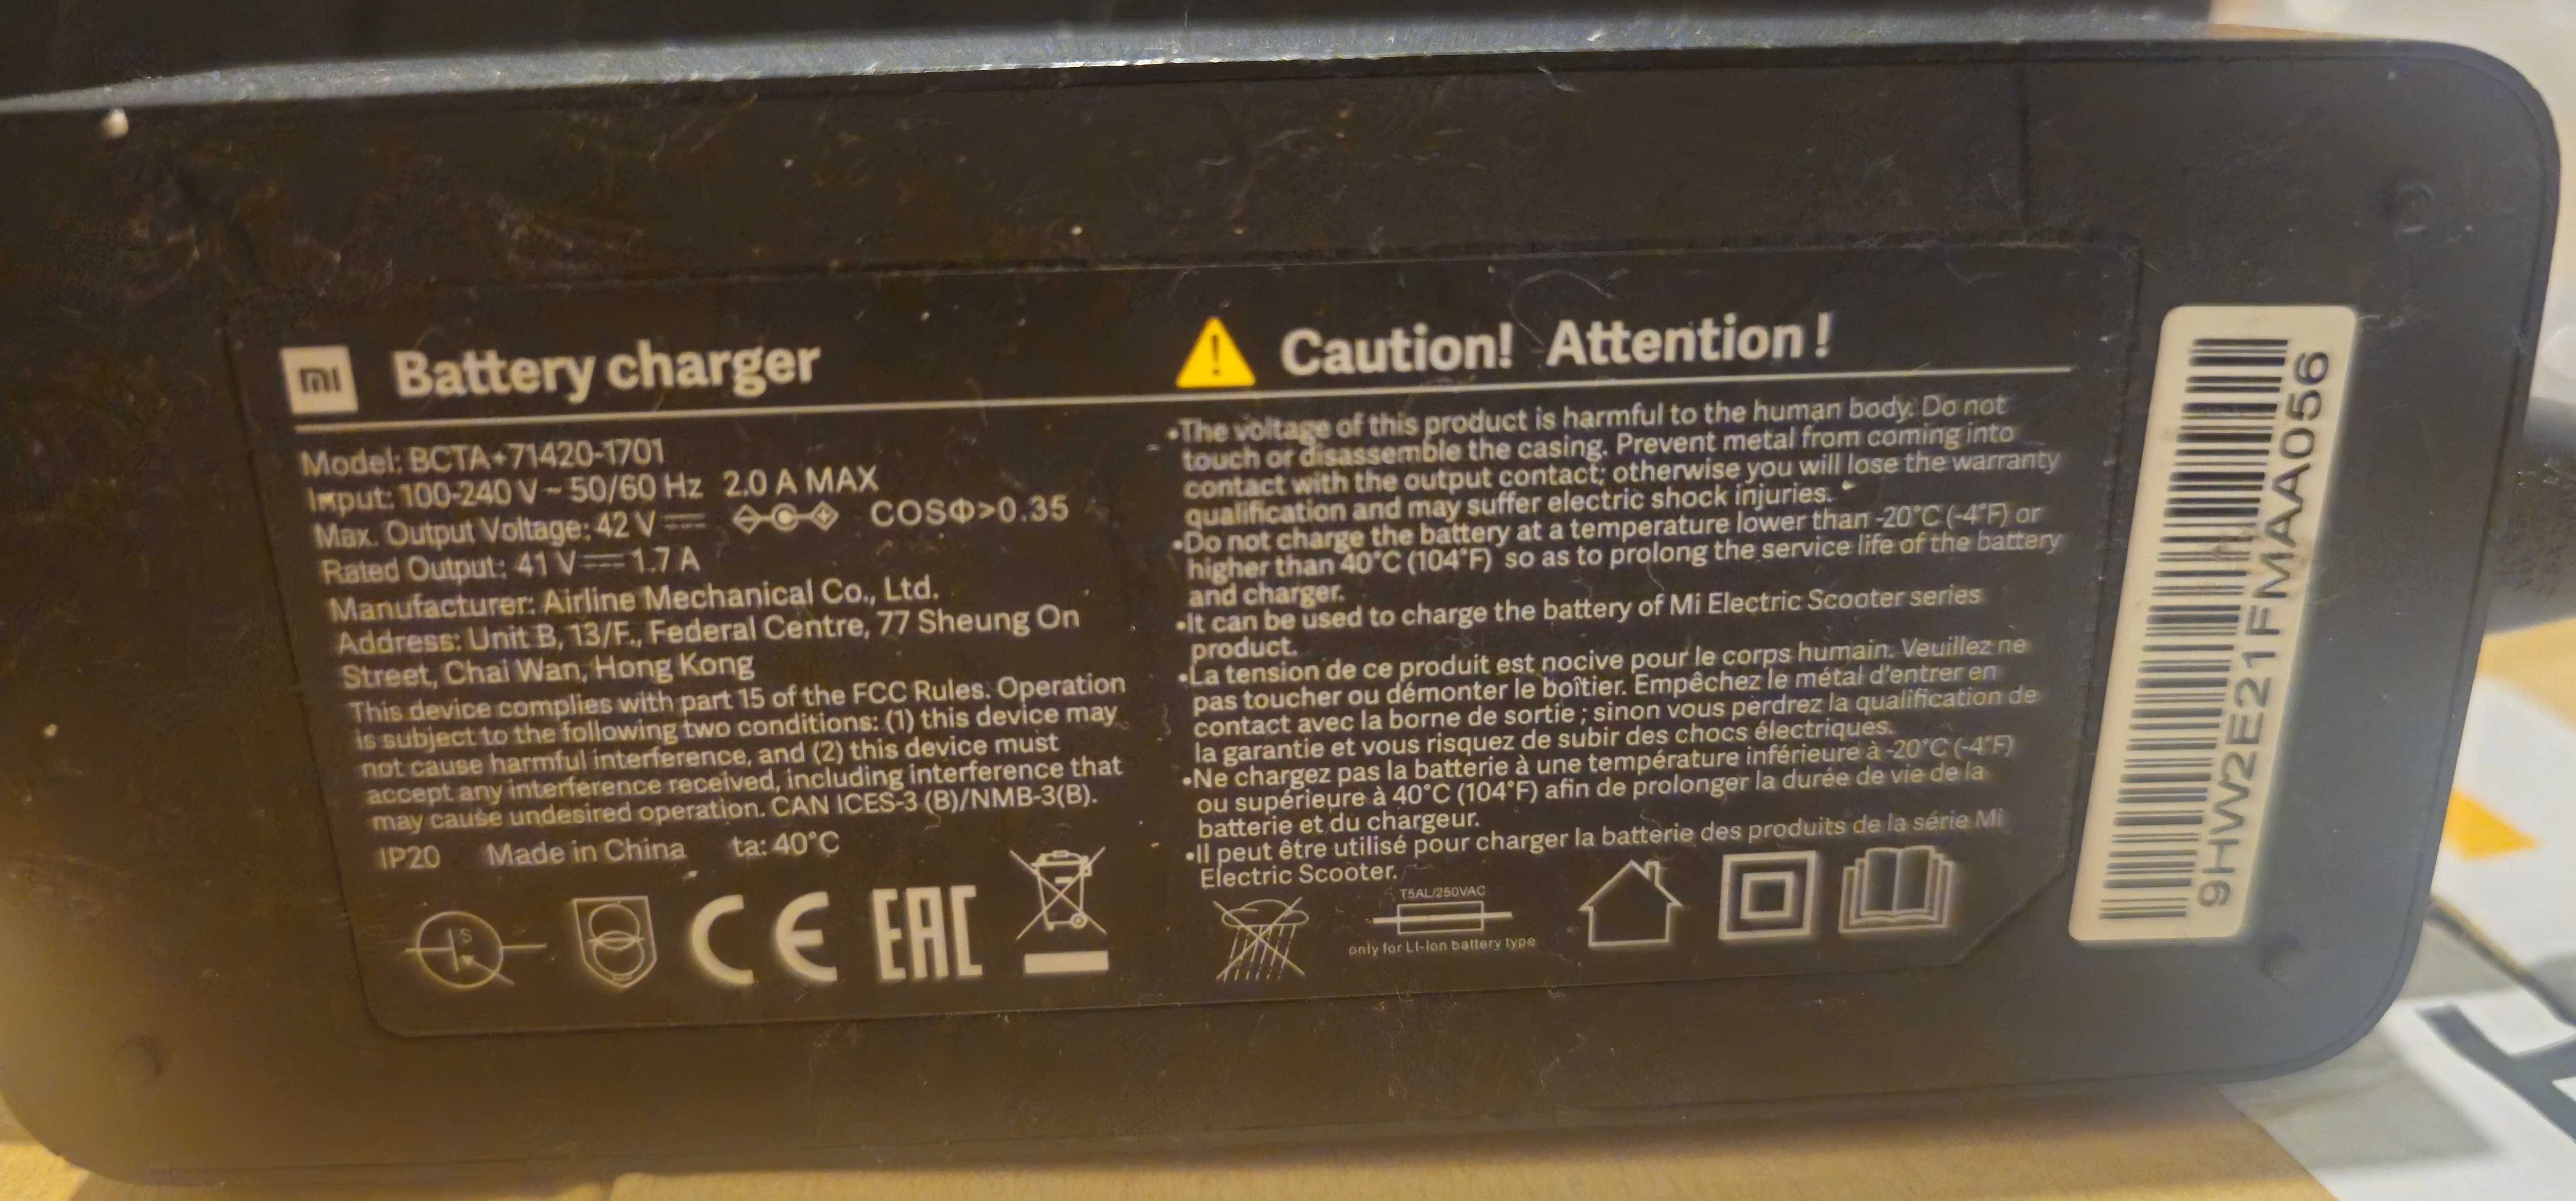 mi Battery charger
Model: BCTA+71420-1701
Input: 100-240 V ~ 50/60 Hz 2.0 A MAX
Max. Output Voltage: 42 V COSΦ>0.35
Rated Output: 41 V 1.7 A
Manufacturer: Airline Mechanical Co., Ltd.
Address: Unit B, 13/F., Federal Centre, 77 Sheung On
Street, Chai Wan, Hong Kong
This device complies with part 15 of the FCC Rules. Operation
is subject to the following two conditions: (1) this device may
not cause harmful interference, and (2) this device must
accept any interference received, including interference that
may cause undesired operation. CAN ICES-3 (B)/NMB-3(B).
IP20 Made in China ta: 40°C
S
CE EAC
Caution! Attention !
•The voltage of this product is harmful to the human body. Do not
touch or disassemble the casing. Prevent metal from coming into
contact with the output contact; otherwise you will lose the warranty
qualification and may suffer electric shock injuries.
•Do not charge the battery at a temperature lower than -20°C (-4°F) or
higher than 40°C (104°F) so as to prolong the service life of the battery
and charger.
•It can be used to charge the battery of Mi Electric Scooter series
product.
•La tension de ce produit est nocive pour le corps humain. Veuillez ne
pas toucher ou démonter le boîtier. Empêchez le métal d'entrer en
contact avec la borne de sortie ; sinon vous perdrez la qualification de
la garantie et vous risquez de subir des chocs électriques.
•Ne chargez pas la batterie à une température inférieure à -20°C (-4°F)
ou supérieure à 40°C (104°F) afin de prolonger la durée de vie de la
batterie et du chargeur.
•Il peut être utilisé pour charger la batterie des produits de la série Mi
Electric Scooter.
T5AL/250VAC
only for Li-Ion battery type
9HW2E21FMAA056